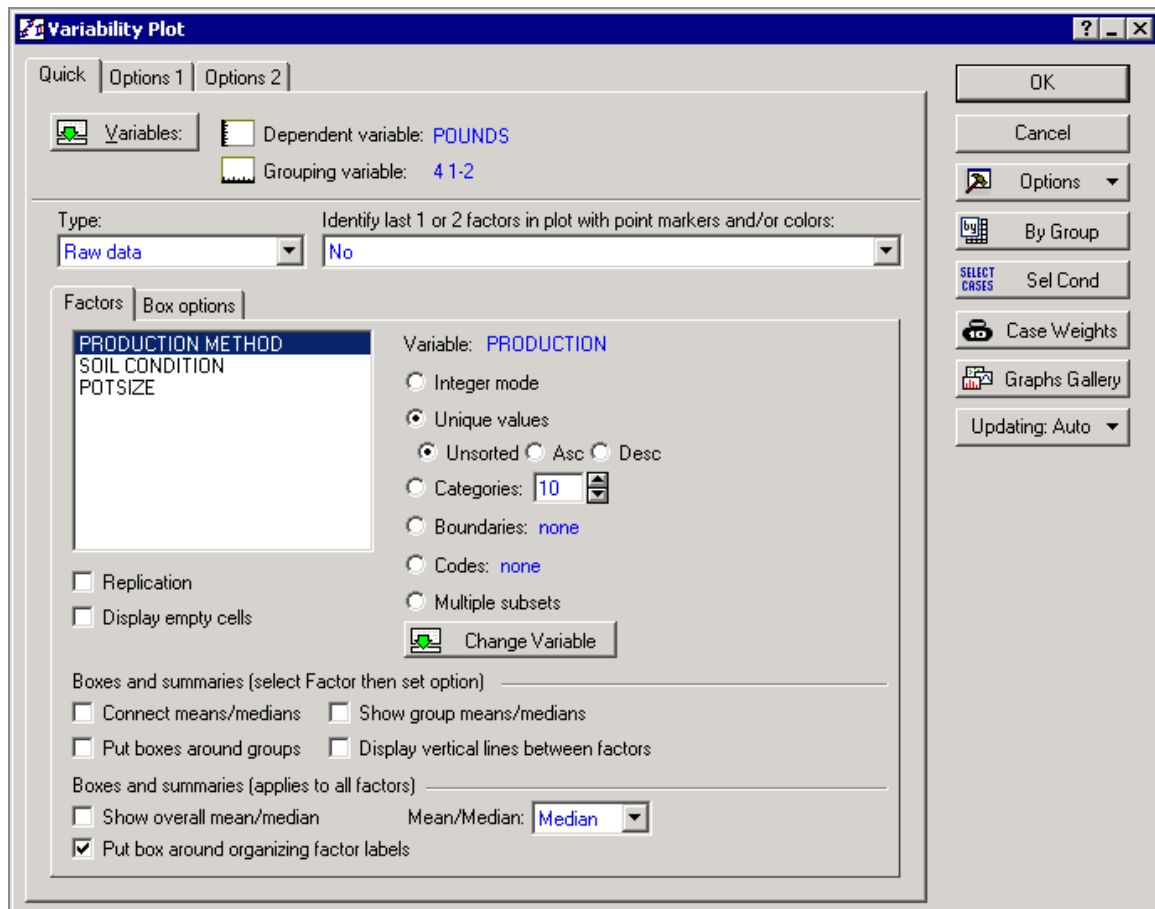 Variability Plot
Quick Options 1 Options 2
Variables: Dependent variable: POUNDS
Grouping variable: 4 1-2
Type: Identify last 1 or 2 factors in plot with point markers and/or colors:
Raw data No
Factors Box options
PRODUCTION METHOD
SOIL CONDITION
POTSIZE
Variable: PRODUCTION
Integer mode
Unique values
Unsorted Asc Desc
Categories: 10
Boundaries: none
Codes: none
Multiple subsets
Change Variable
Replication
Display empty cells
Boxes and summaries (select Factor then set option)
Connect means/medians Show group means/medians
Put boxes around groups Display vertical lines between factors
Boxes and summaries (applies to all factors)
Show overall mean/median Mean/Median: Median
Put box around organizing factor labels
OK
Cancel
Options
by By Group
SELECT CASES Sel Cond
10 Case Weights
Graphs Gallery
Updating: Auto